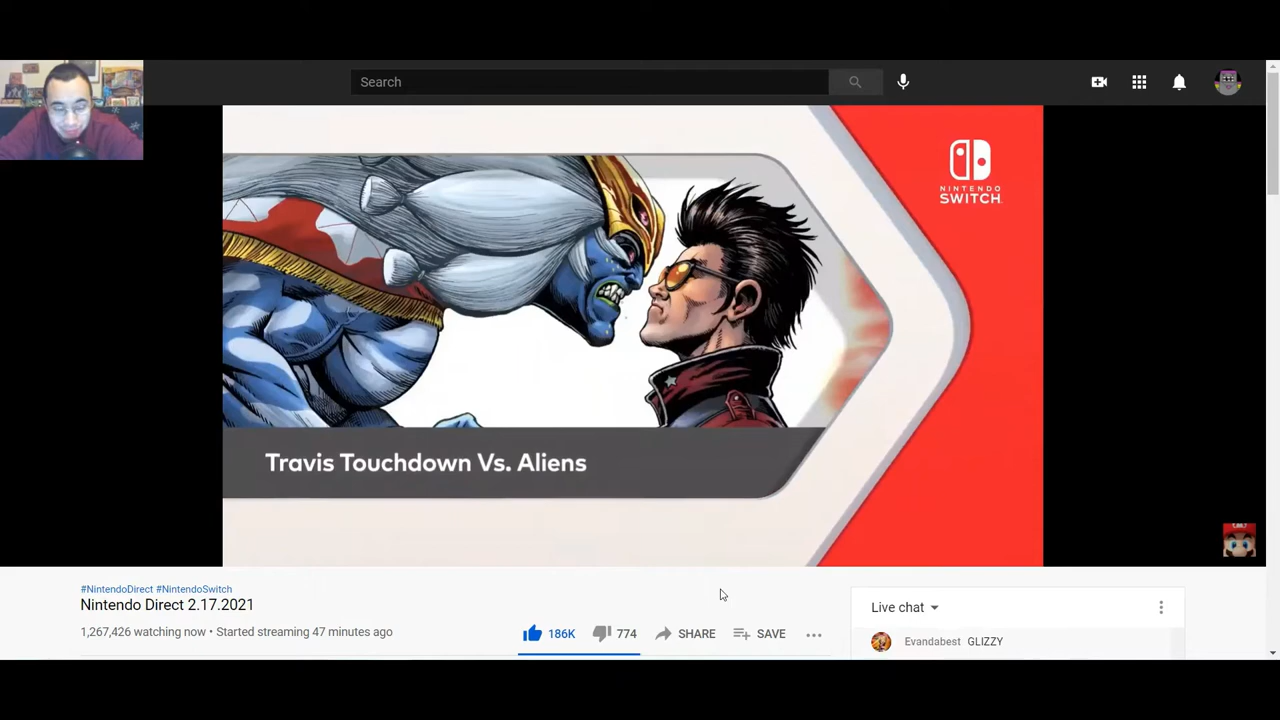 Search
NINTENDO
SWITCH
Travis Touchdown Vs. Aliens
#NintendoDirect #NintendoSwitch
Nintendo Direct 2.17.2021
1,267,426 watching now • Started streaming 47 minutes ago
186K 774 SHARE SAVE
Live chat
Evandabest GLIZZY